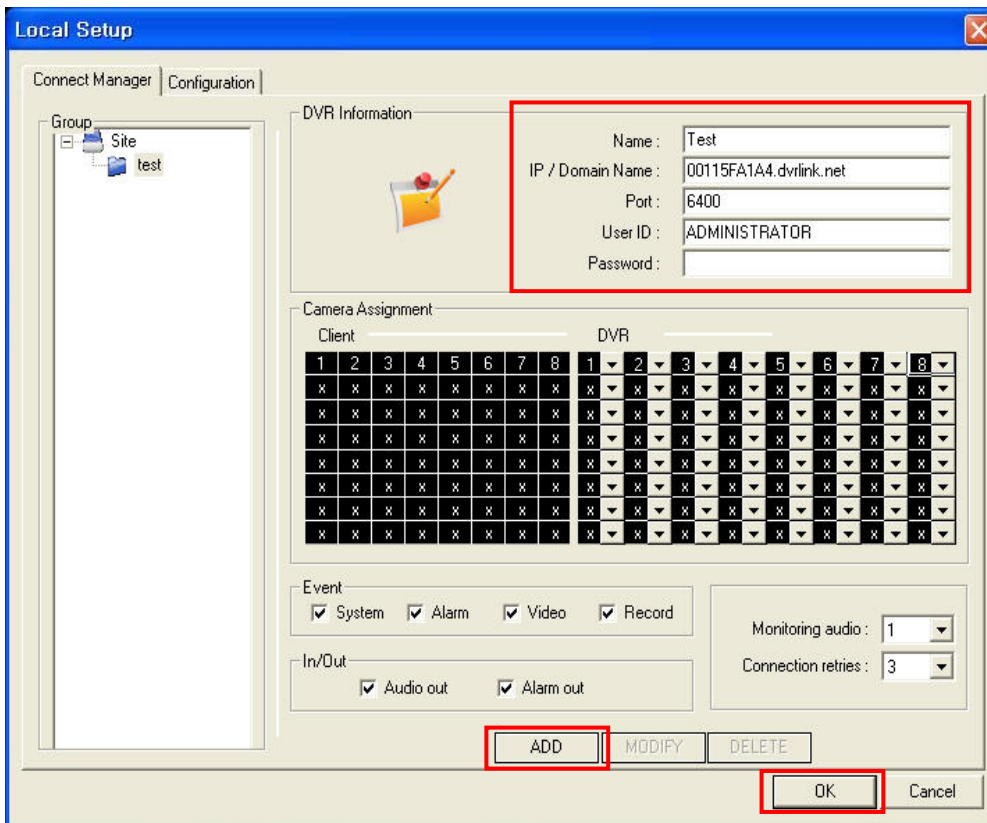 Local Setup
Connect Manager Configuration
Group
Site
test
DVR Information
Name : Test
IP / Domain Name : 00115FA1A4.dvrlink.net
Port : 6400
User ID : ADMINISTRATOR
Password :
Camera Assignment
Client DVR
1 2 3 4 5 6 7 8 1 2 3 4 5 6 7 8
x x x x x x x x x x x x x x x x
x x x x x x x x x x x x x x x x
x x x x x x x x x x x x x x x x
x x x x x x x x x x x x x x x x
x x x x x x x x x x x x x x x x
x x x x x x x x x x x x x x x x
x x x x x x x x x x x x x x x x
Event
System Alarm Video Record
In/Out
Audio out Alarm out
Monitoring audio : 1
Connection retries : 3
ADD MODIFY DELETE
OK Cancel